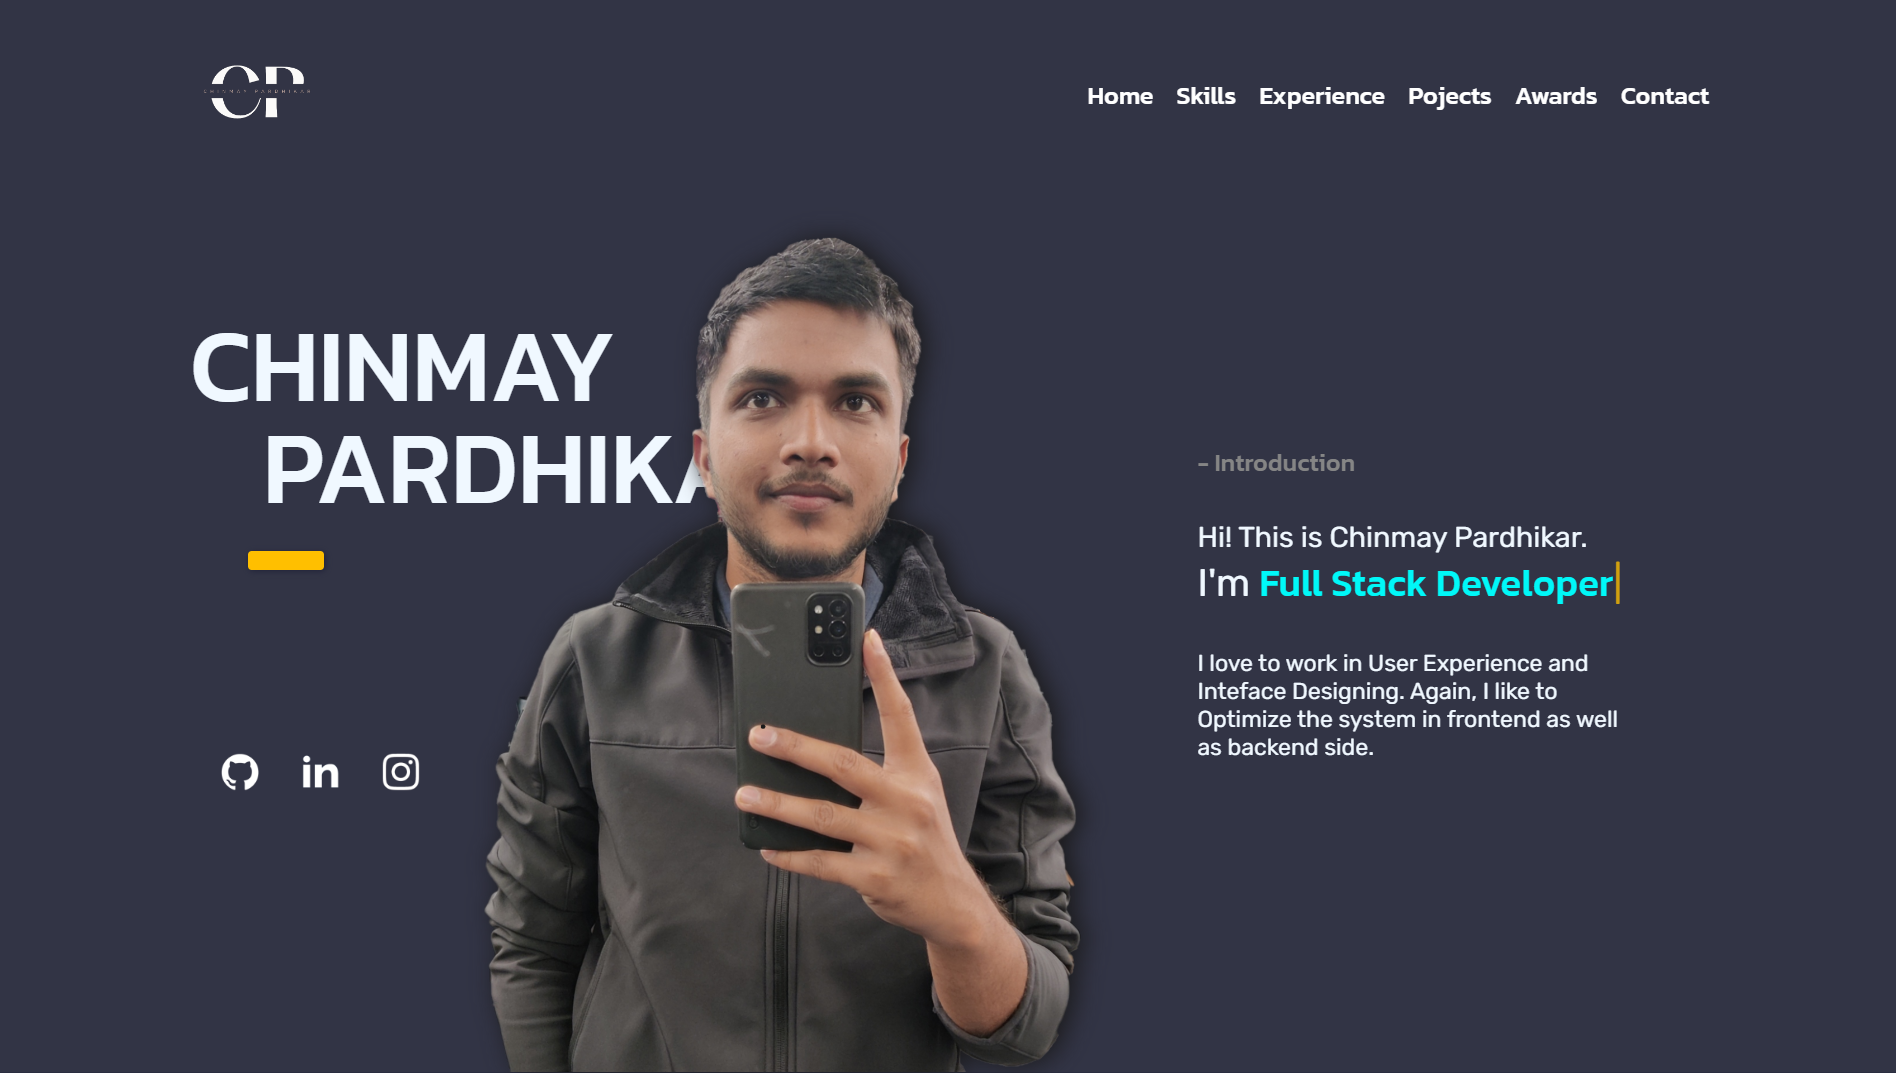 CP
CHINMAY PARDHIKAR
Home Skills Experience Pojects Awards Contact
CHINMAY
PARDHIKA
- Introduction
Hi! This is Chinmay Pardhikar.
I'm Full Stack Developer
I love to work in User Experience and
Inteface Designing. Again, I like to
Optimize the system in frontend as well
as backend side.
in